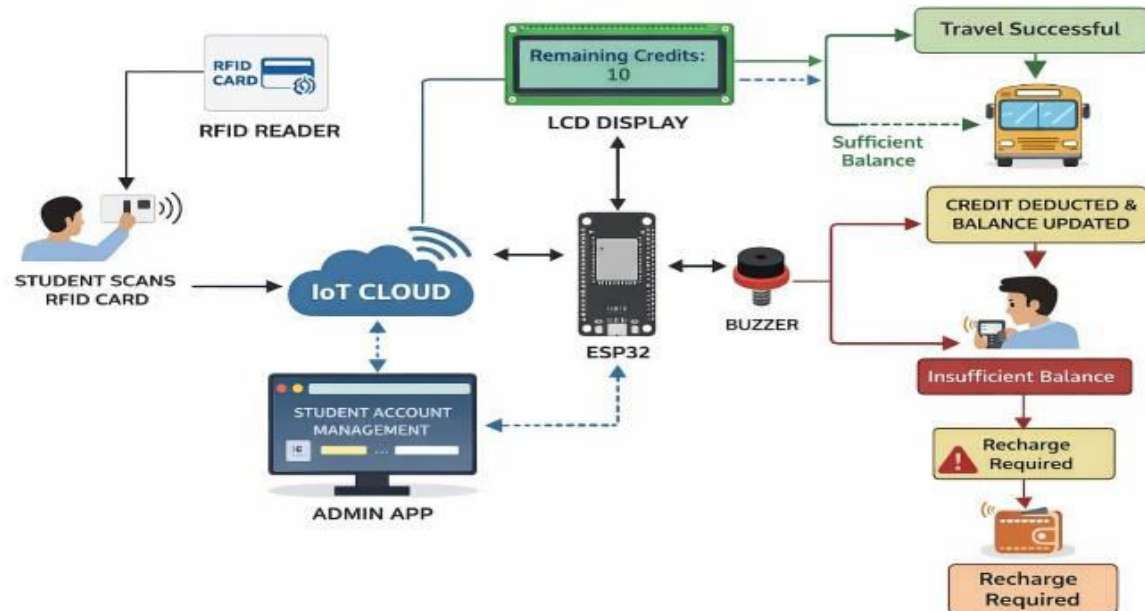 RFID
CARD
RFID READER
STUDENT SCANS
RFID CARD
IoT CLOUD
STUDENT ACCOUNT
MANAGEMENT
...
ADMIN APP
Remaining Credits:
10
LCD DISPLAY
ESP32
BUZZER
Travel Successful
Sufficient
Balance
CREDIT DEDUCTED &
BALANCE UPDATED
Insufficient Balance
Recharge
Required
Recharge
Required